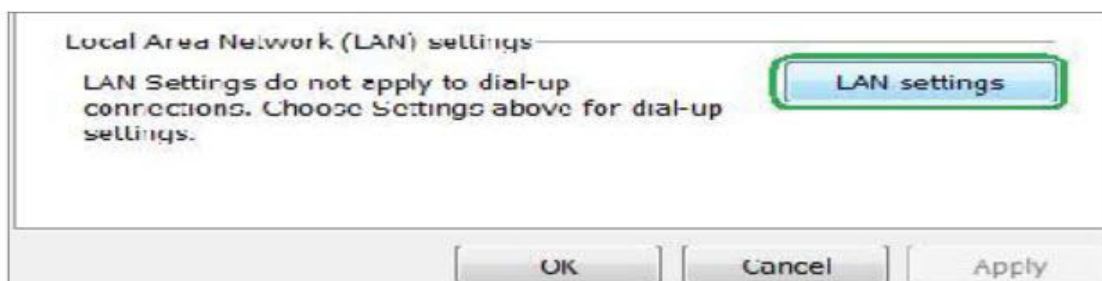 Local Area Network (LAN) settings
LAN Settings do not apply to dial-up
LAN settings
connections. Choose Settings above for dial-up
settings.
OK
Cancel
Apply